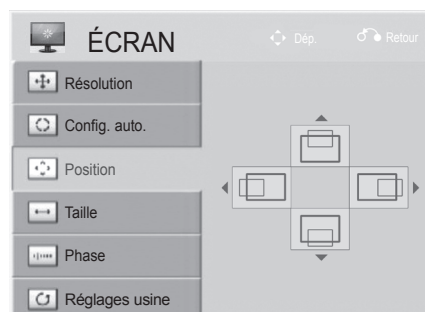 ÉCRAN
Dép.
Retour
Résolution
Config. auto.
Position
Taille
Phase
Réglages usine